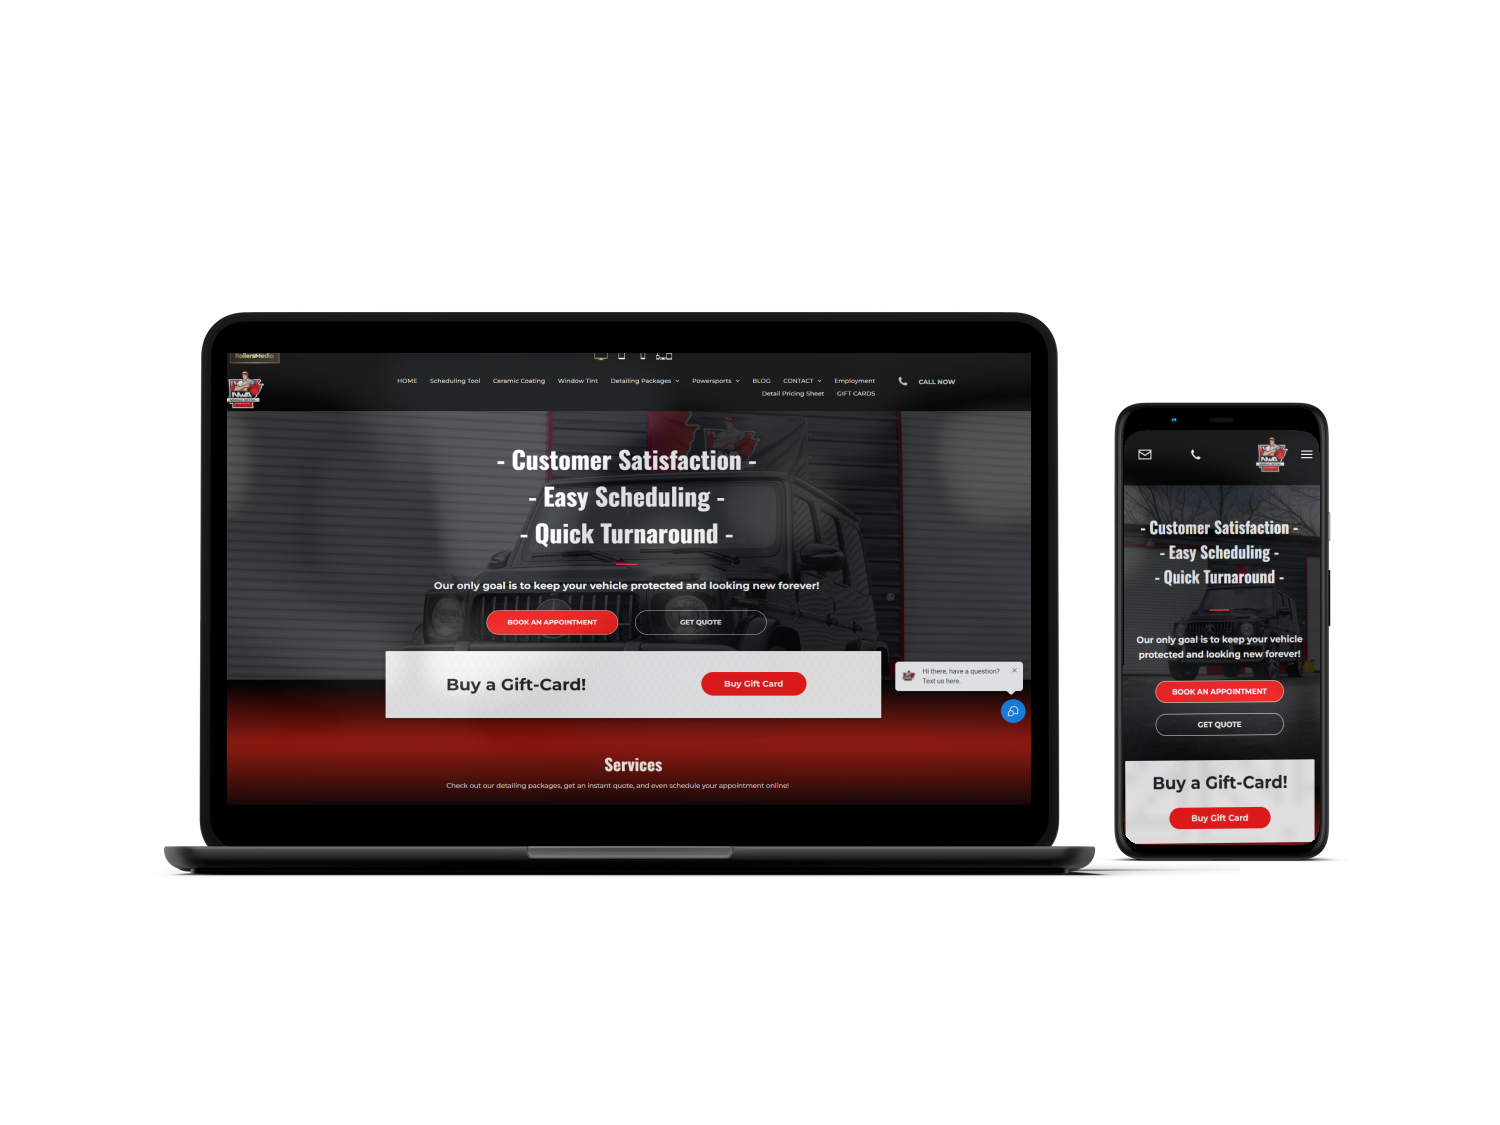 RollersMedia
NWA
HOME Scheduling Tool Ceramic Coating Window Tint Detailing Packages Powersports BLOG CONTACT Employment
CALL NOW
Detail Pricing Sheet GIFT CARDS
- Customer Satisfaction -
- Easy Scheduling -
- Quick Turnaround -
Our only goal is to keep your vehicle protected and looking new forever!
BOOK AN APPOINTMENT GET QUOTE
Buy a Gift-Card! Buy Gift Card
Hi there, have a question?
Text us here.
Services
Check out our detailing packages, get an instant quote, and even schedule your appointment online!
NWA
- Customer Satisfaction -
- Easy Scheduling -
- Quick Turnaround -
Our only goal is to keep your vehicle
protected and looking new forever!
BOOK AN APPOINTMENT
GET QUOTE
Buy a Gift-Card!
Buy Gift Card